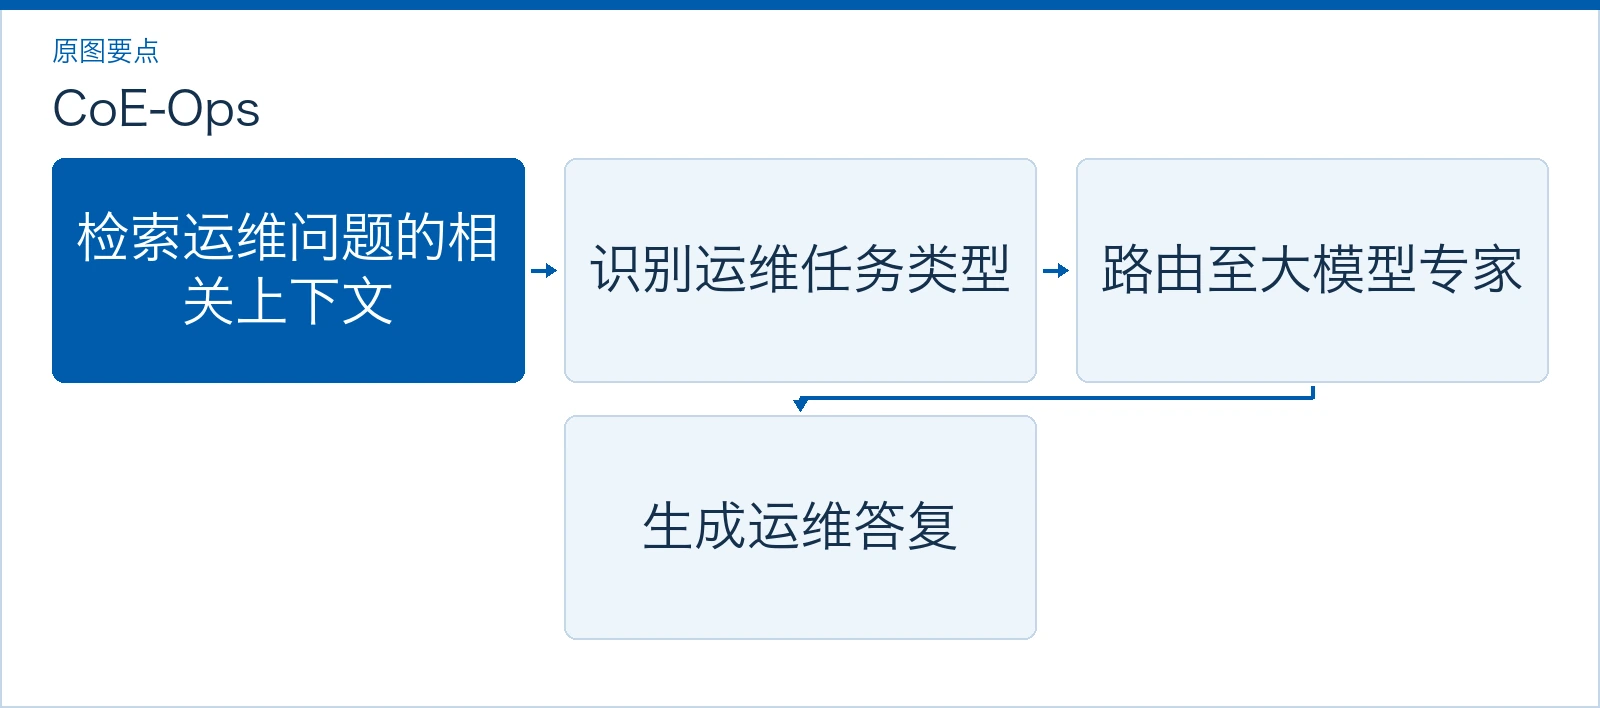 原图要点
CoE-Ops
检索运维问题的相
关上下文
识别运维任务类型
路由至大模型专家
生成运维答复